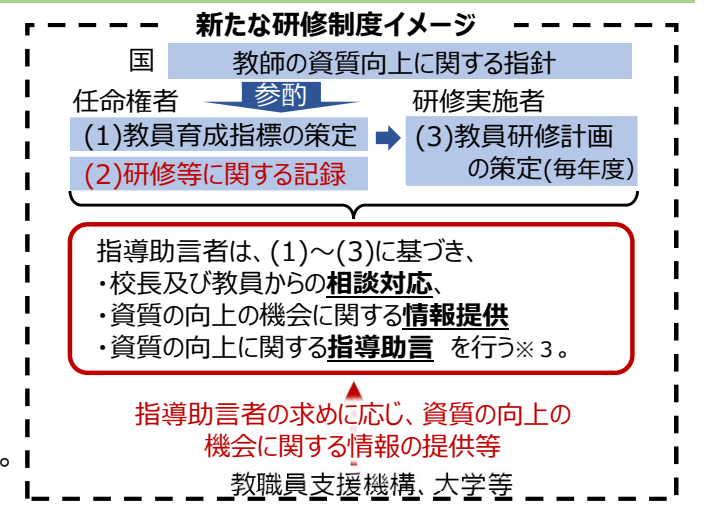 新たな研修制度イメージ
国 教師の資質向上に関する指針
任命権者 参酌 研修実施者
(1)教員育成指標の策定 (3)教員研修計画
(2)研修等に関する記録 の策定(毎年度)
指導助言者は、(1)～(3)に基づき、
・校長及び教員からの相談対応、
・資質の向上の機会に関する情報提供
・資質の向上に関する指導助言 を行う※３。
指導助言者の求めに応じ、資質の向上の
機会に関する情報の提供等
。
教職員支援機構、大学等